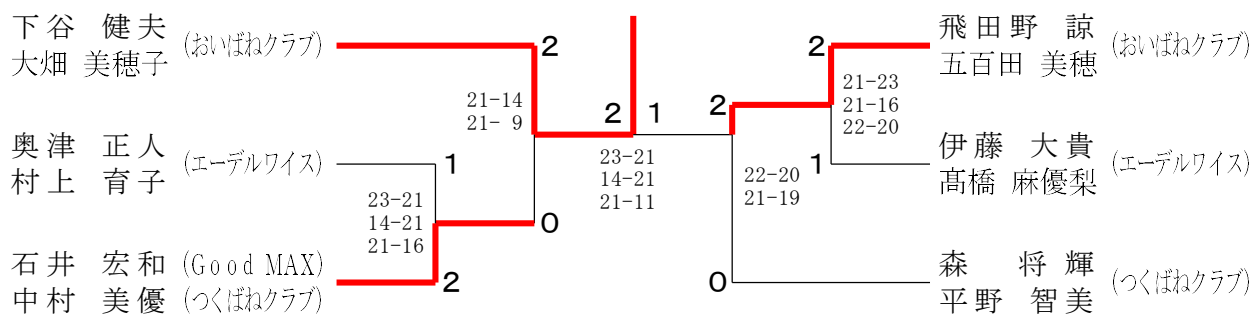 下谷 健夫
大畑 美穂子
(おいばねクラブ)
奥津 正人
村上 育子
(エーデルワイス)
石井 宏和 (Good MAX)
中村 美優 (つくばねクラブ)
2
21-14
21- 9
1
23-21
14-21
21-16
2
0
2 1
23-21
14-21
21-11
2
2
21-23
21-16
22-20
1
22-20
21-19
0
飛田野 諒
五百田 美穂
(おいばねクラブ)
伊藤 大貴
髙橋 麻優梨
(エーデルワイス)
森 将輝
平野 智美
(つくばねクラブ)